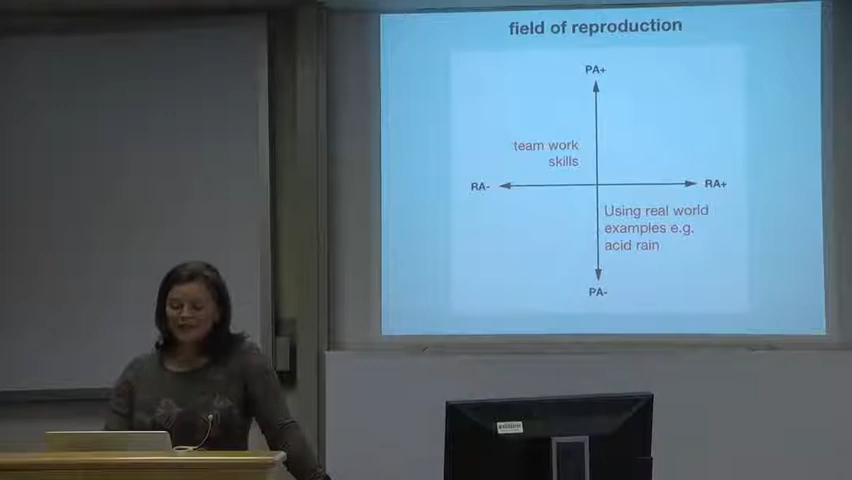 field of reproduction
PA+
team work
skills
RA-
RA+
Using real world
examples e.g.
acid rain
PA-